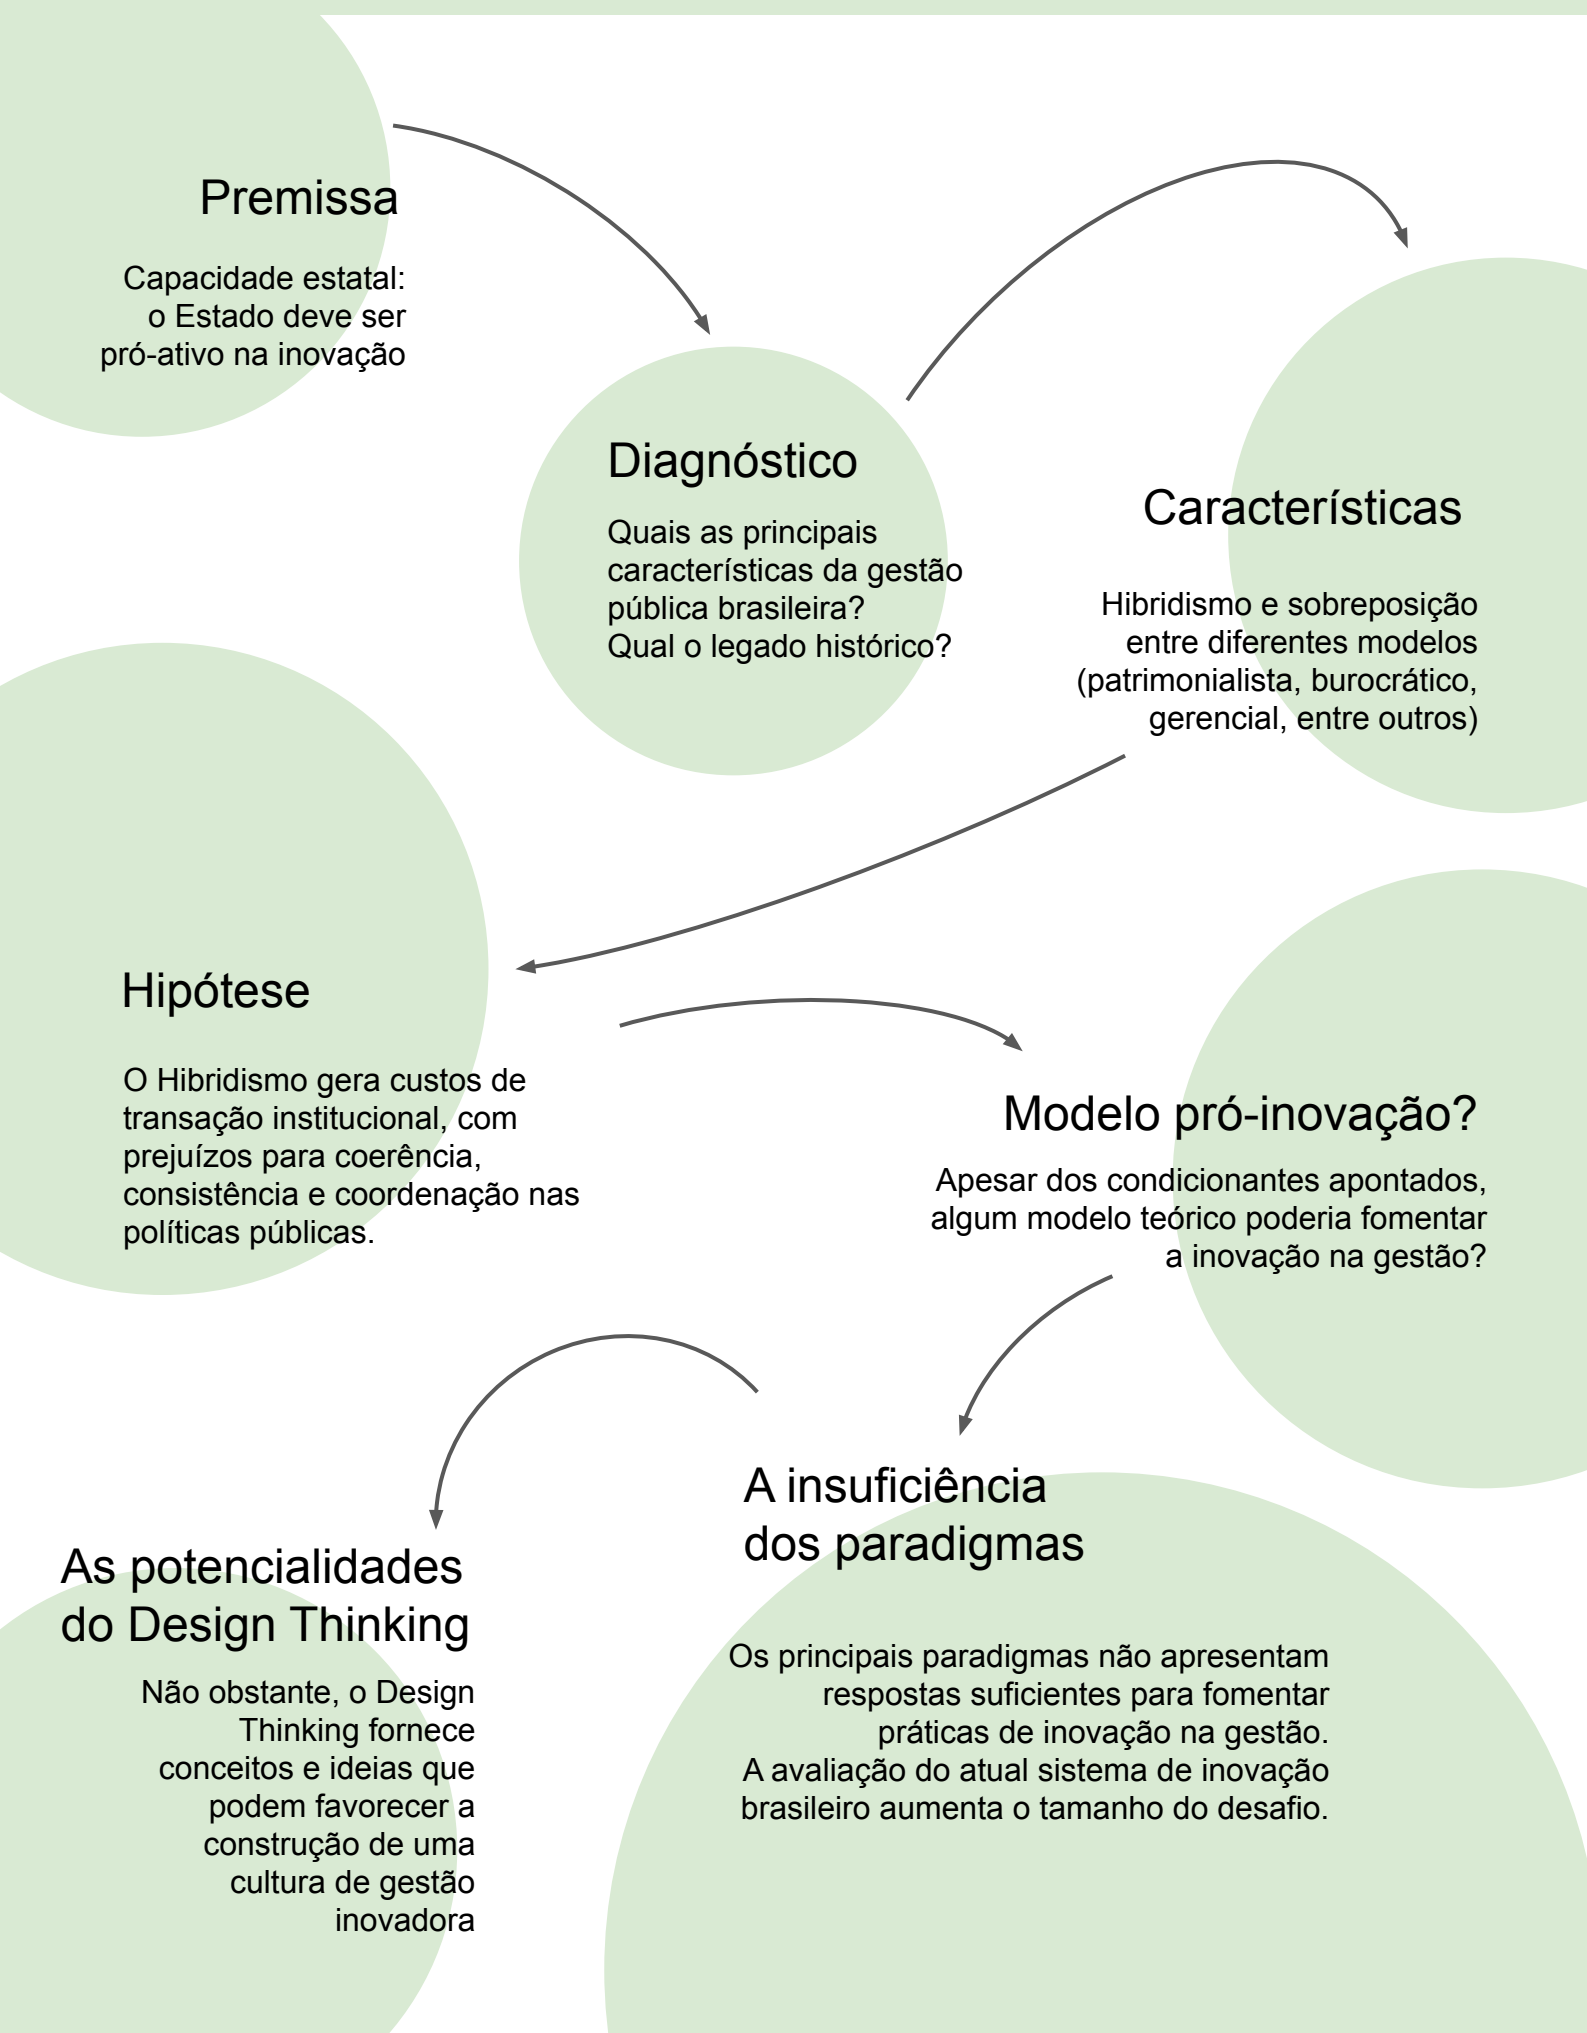 Premissa
Capacidade estatal:
o Estado deve ser
pró-ativo na inovação
Diagnóstico
Quais as principais
características da gestão
pública brasileira?
Qual o legado histórico?
Características
Hibridismo e sobreposição
entre diferentes modelos
(patrimonialista, burocrático,
gerencial, entre outros)
Hipótese
O Hibridismo gera custos de
transação institucional, com
prejuízos para coerência,
consistência e coordenação nas
políticas públicas.
Modelo pró-inovação?
Apesar dos condicionantes apontados,
algum modelo teórico poderia fomentar
a inovação na gestão?
A insuficiência
dos paradigmas
Os principais paradigmas não apresentam
respostas suficientes para fomentar
práticas de inovação na gestão.
A avaliação do atual sistema de inovação
brasileiro aumenta o tamanho do desafio.
As potencialidades
do Design Thinking
Não obstante, o Design
Thinking fornece
conceitos e ideias que
podem favorecer a
construção de uma
cultura de gestão
inovadora